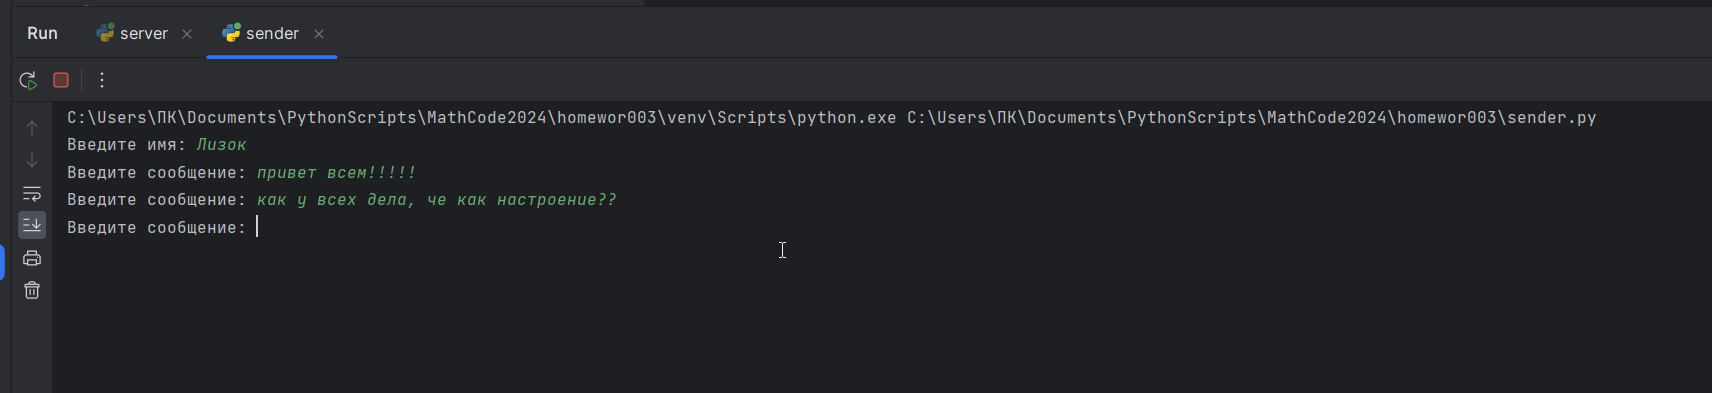 Run server sender
C:\Users\ПК\Documents\PythonScripts\MathCode2024\homewor003\venv\Scripts\python.exe C:\Users\ПК\Documents\PythonScripts\MathCode2024\homewor003\sender.py
Введите имя: Лизок
Введите сообщение: привет всем!!!!!
Введите сообщение: как у всех дела, че как настроение??
Введите сообщение: